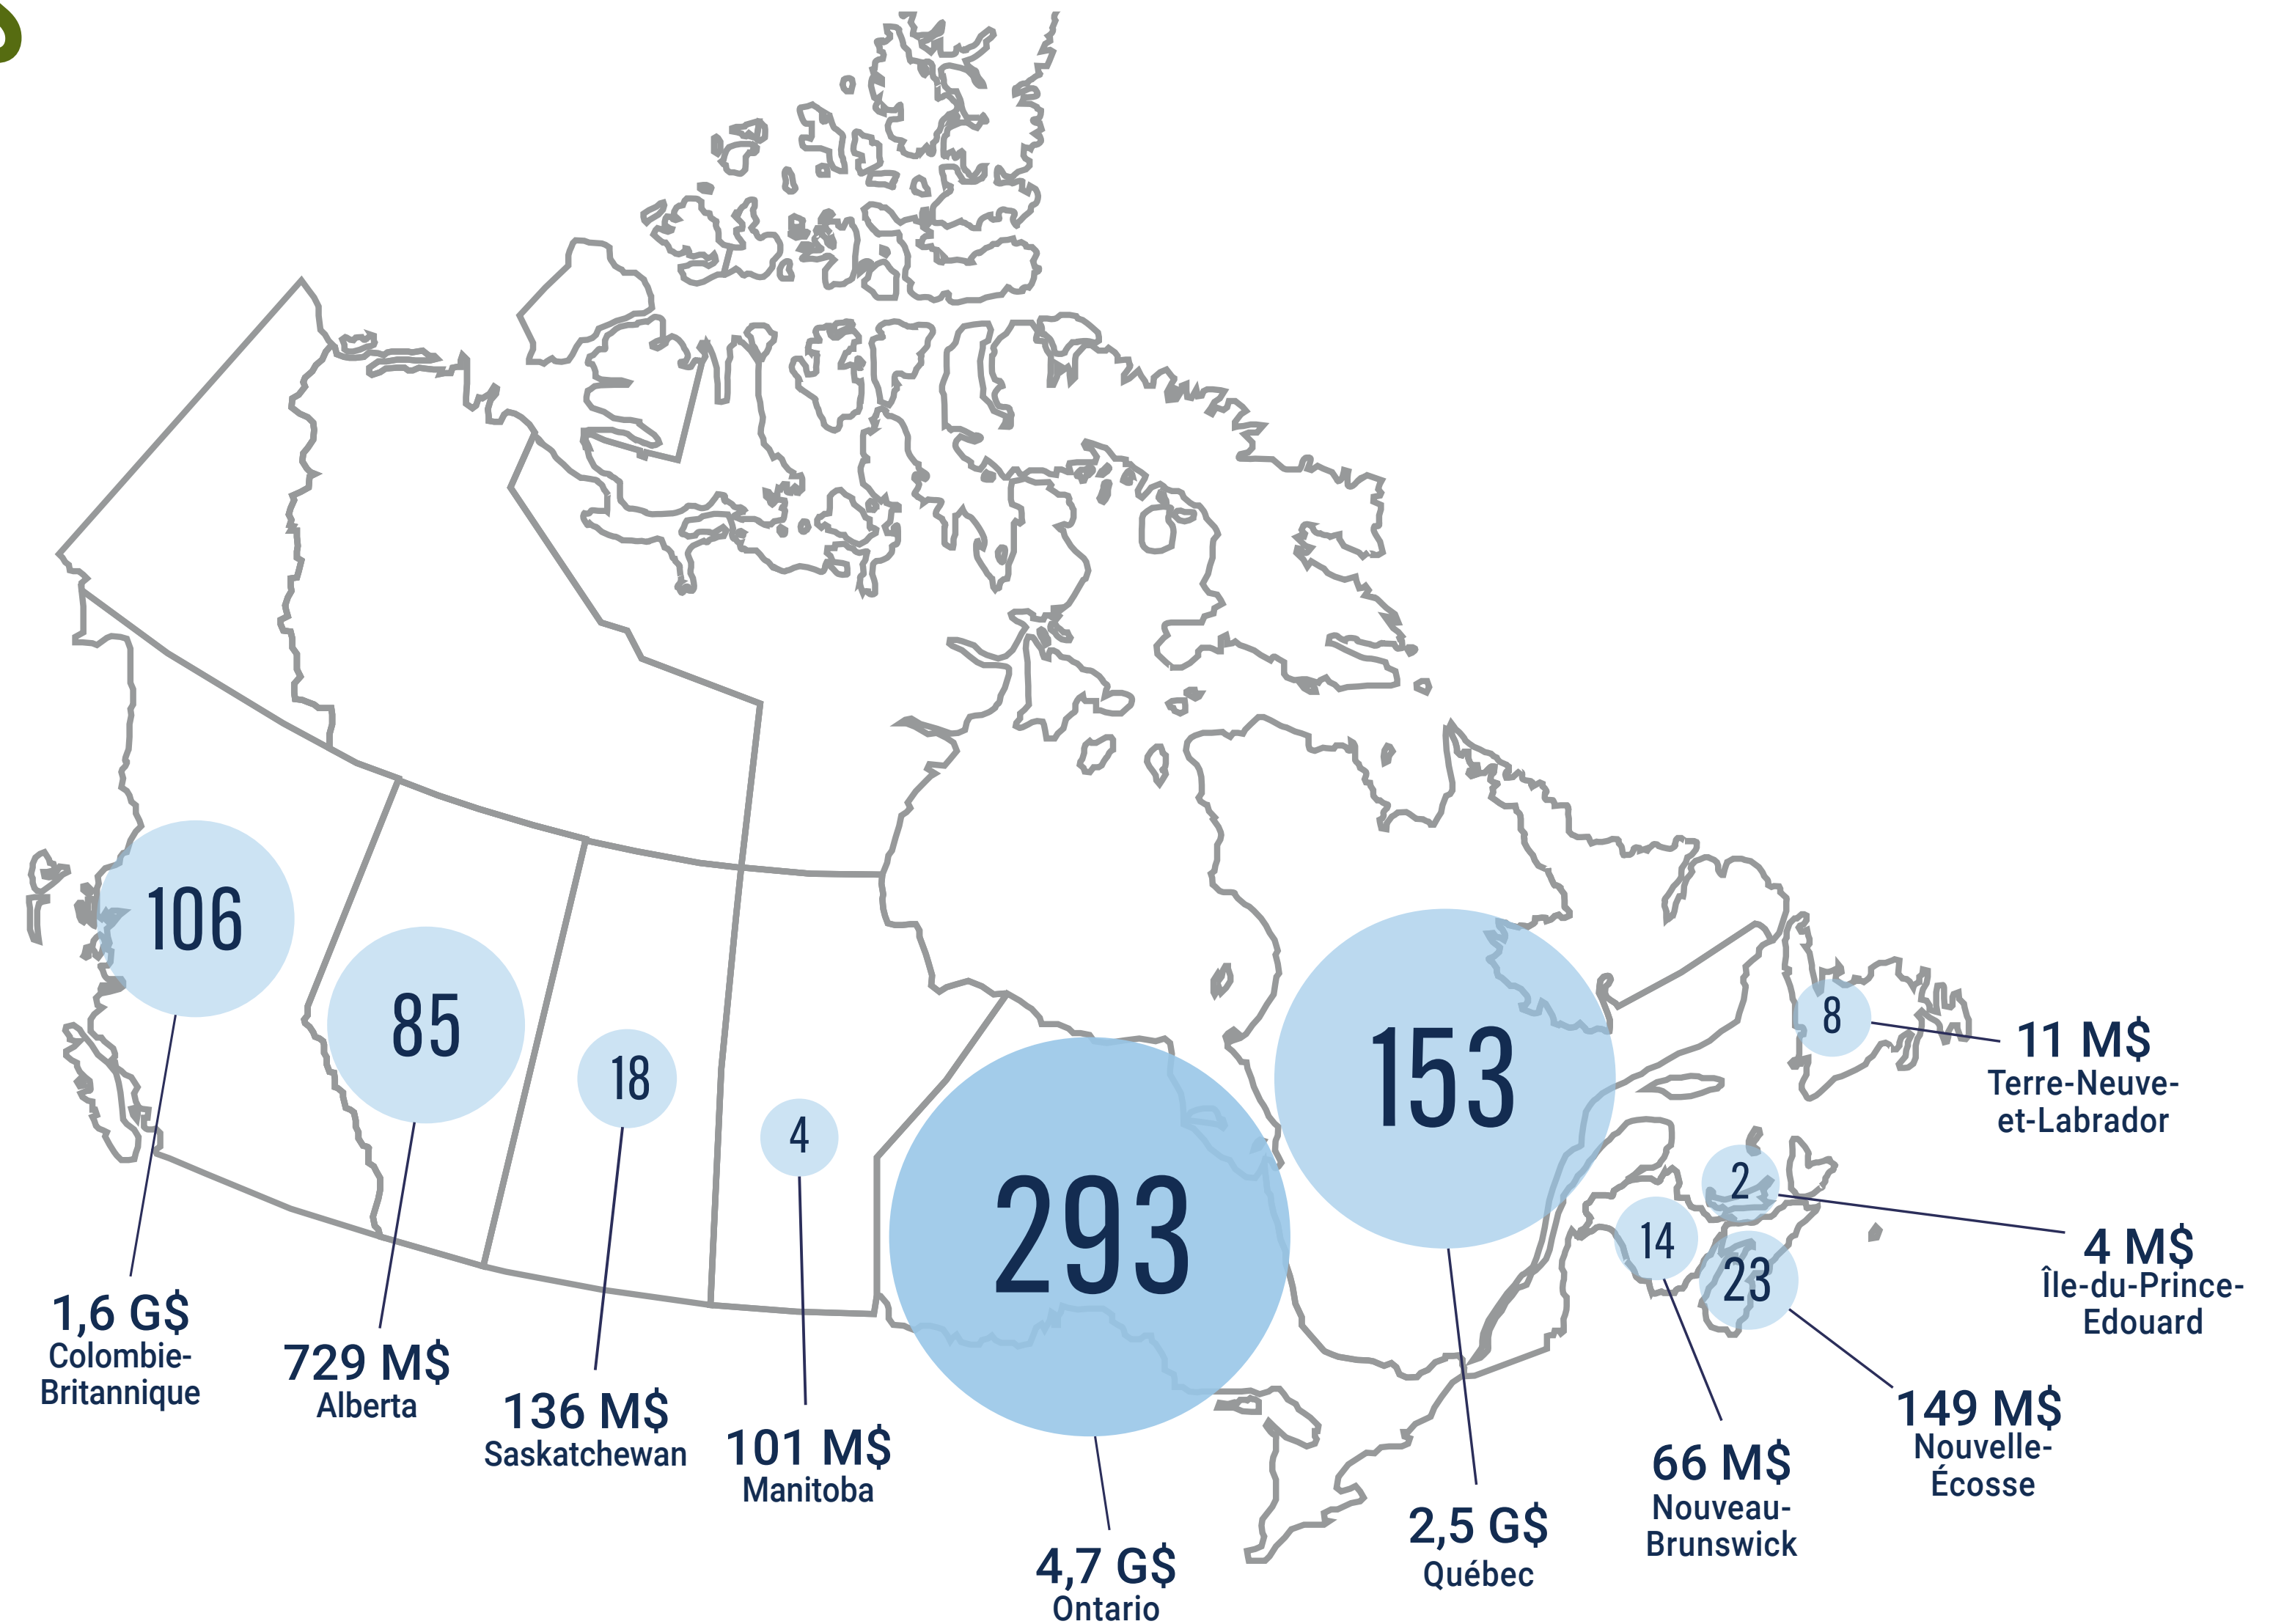 106
85
18
4
293
153
8
2
14
23
11 M$
Terre-Neuve-
et-Labrador
4 M$
Île-du-Prince-
Edouard
149 M$
Nouvelle-
Écosse
66 M$
Nouveau-
Brunswick
2,5 G$
Québec
4,7 G$
Ontario
101 M$
Manitoba
136 M$
Saskatchewan
729 M$
Alberta
1,6 G$
Colombie-
Britannique